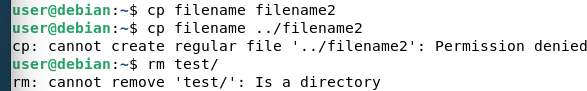 user@debian:~$ cp filename filename2
user@debian:~$ cp filename ../filename2
cp: cannot create regular file '../filename2': Permission denied
user@debian:~$ rm test/
rm: cannot remove 'test/': Is a directory